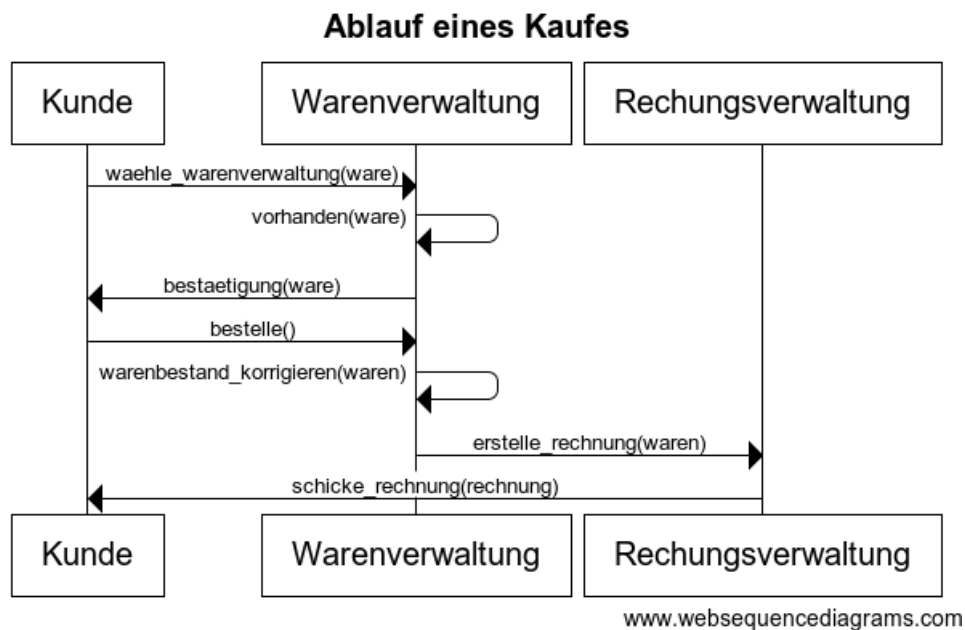 Ablauf eines Kaufes
Kunde
Warenverwaltung
Rechungsverwaltung
waehle_warenverwaltung(ware)
vorhanden(ware)
bestaetigung(ware)
bestelle()
warenbestand_korrigieren(waren)
erstelle_rechnung(waren)
schicke_rechnung(rechnung)
Kunde
Warenverwaltung
Rechungsverwaltung
www.websequencediagrams.com